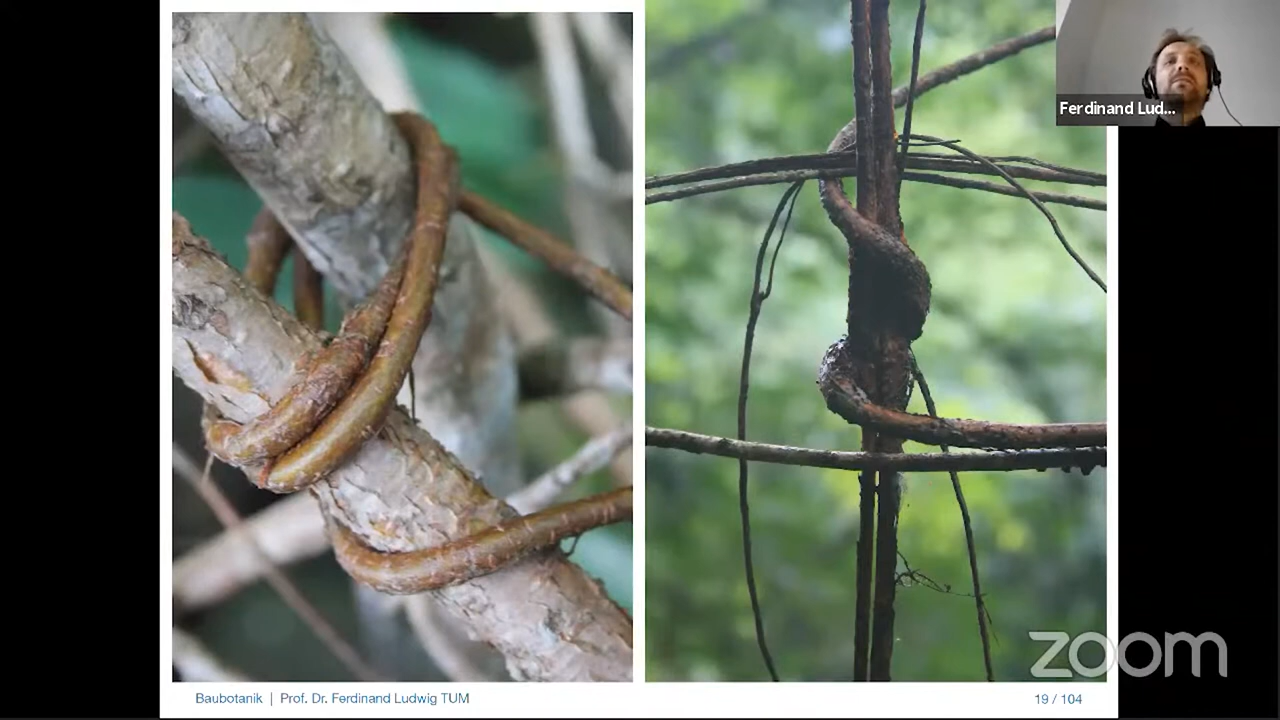 Ferdinand Lud...
Baubotanik | Prof. Dr. Ferdinand Ludwig TUM
19 / 104
zoom